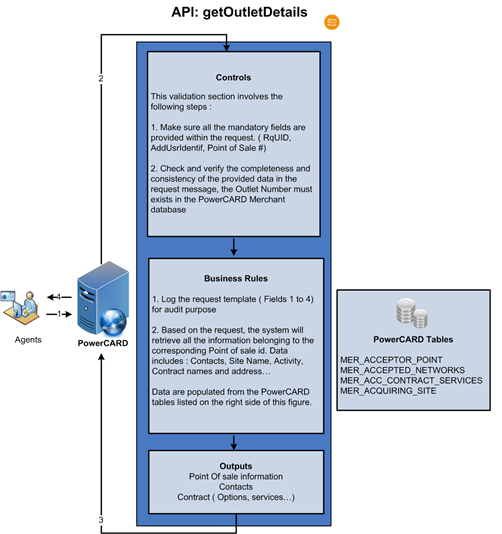 API: getOutletDetails
2
Controls
This validation section involves the
following steps :
1. Make sure all the mandatory fields are
provided within the request. ( RqUID,
AddUsrIdentif, Point of Sale #)
2. Check and verify the completeness and
consistency of the provided data in the
request message, the Outlet Number must
exists in the PowerCARD Merchant
database
4
1
Agents
PowerCARD
Business Rules
1. Log the request template ( Fields 1 to 4)
for audit purpose
2. Based on the request, the system will
retrieve all the information belonging to the
corresponding Point of sale id. Data
includes : Contacts, Site Name, Activity,
Contract names and address...
Data are populated from the PowerCARD
tables listed on the right side of this figure.
PowerCARD Tables
MER_ACCEPTOR_POINT
MER_ACCEPTED_NETWORKS
MER_ACC_CONTRACT_SERVICES
MER_ACQUIRING_SITE
Outputs
Point Of sale information
Contacts
Contract ( Options, services...)
3